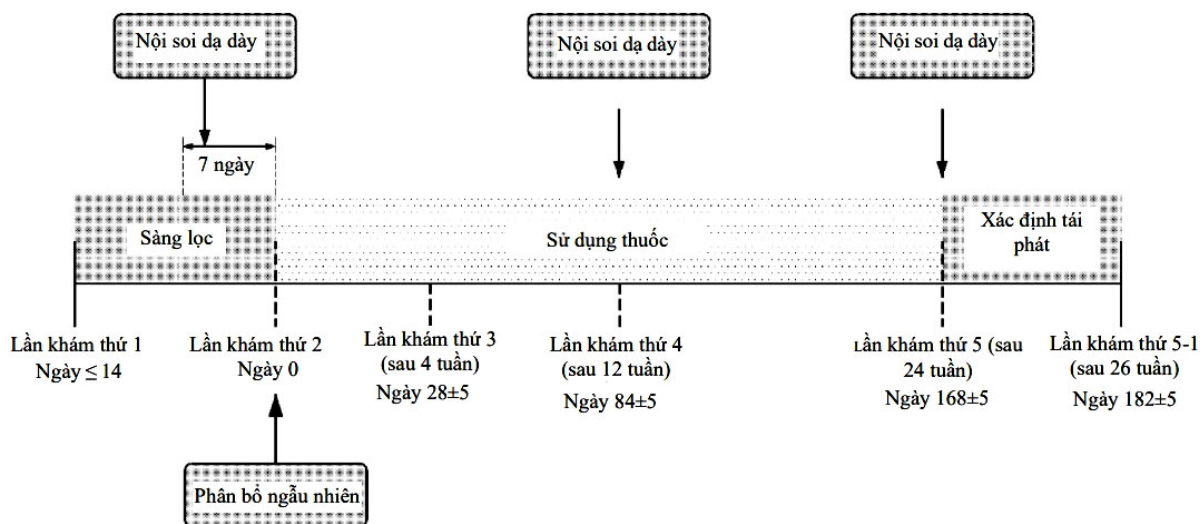 Nội soi dạ dày
Nội soi dạ dày
Nội soi dạ dày
7 ngày
Sàng lọc
Sử dụng thuốc
Xác định tái
phát
Lần khám thứ 1
Ngày ≤ 14
Lần khám thứ 2
Ngày 0
Lần khám thứ 3
(sau 4 tuần)
Ngày 28±5
Lần khám thứ 4
(sau 12 tuần)
Ngày 84±5
Lần khám thứ 5 (sau
24 tuần)
Ngày 168±5
Lần khám thứ 5-1
(sau 26 tuần)
Ngày 182±5
Phân bổ ngẫu nhiên